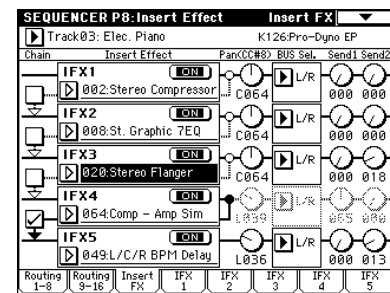 SEQUENCER P8:Insert Effect Insert FX
Track03: Elec. Piano K126:Pro-Dyno EP
Chain Insert Effect Pan(CC#8) BUS Sel. Send1 Send2
IFX1 ON
002:Stereo Compressor C064 L/R 000 000
IFX2 ON
008:St. Graphic 7EQ C064 L/R 000 000
IFX3 ON
020:Stereo Flanger C064 L/R 000 018
IFX4 ON
064:Comp - Amp Sim L039 L/R 065 000
IFX5 ON
049:L/C/R BPM Delay L036 L/R 000 013
Routing 1-8 Routing 9-16 Insert FX IFX 1 IFX 2 IFX 3 IFX 4 IFX 5